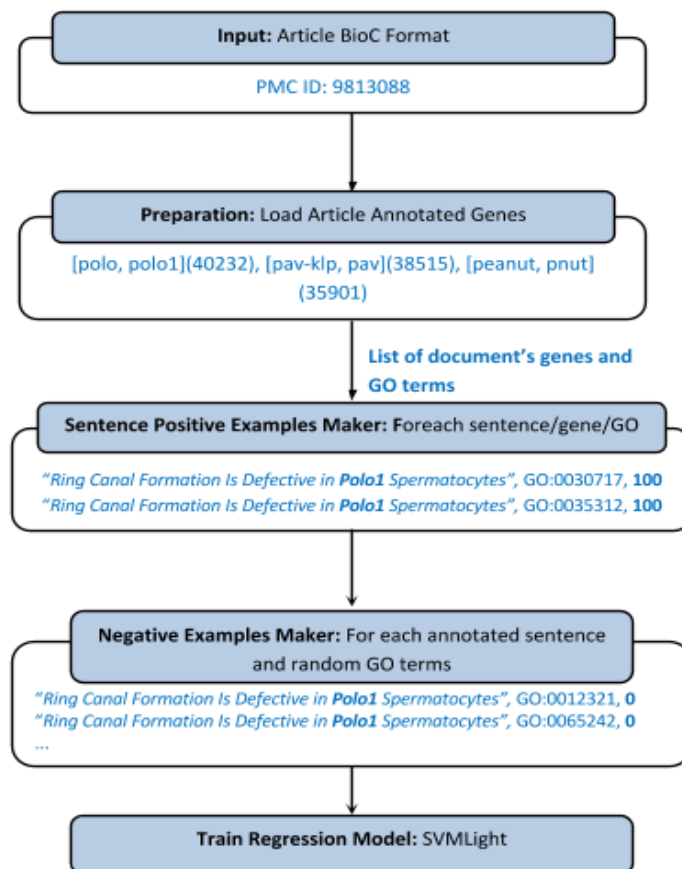 Input: Article BioC Format
PMC ID: 9813088
Preparation: Load Article Annotated Genes
[polo, polo1](40232), [pav-klp, pav](38515), [peanut, pnut]
(35901)
List of document's genes and
GO terms
Sentence Positive Examples Maker: Foreach sentence/gene/GO
"Ring Canal Formation Is Defective in Polo1 Spermatocytes", GO:0030717, 100
"Ring Canal Formation Is Defective in Polo1 Spermatocytes", GO:0035312, 100
Negative Examples Maker: For each annotated sentence
and random GO terms
"Ring Canal Formation Is Defective in Polo1 Spermatocytes", GO:0012321, 0
"Ring Canal Formation Is Defective in Polo1 Spermatocytes", GO:0065242, 0
...
Train Regression Model: SVMLight